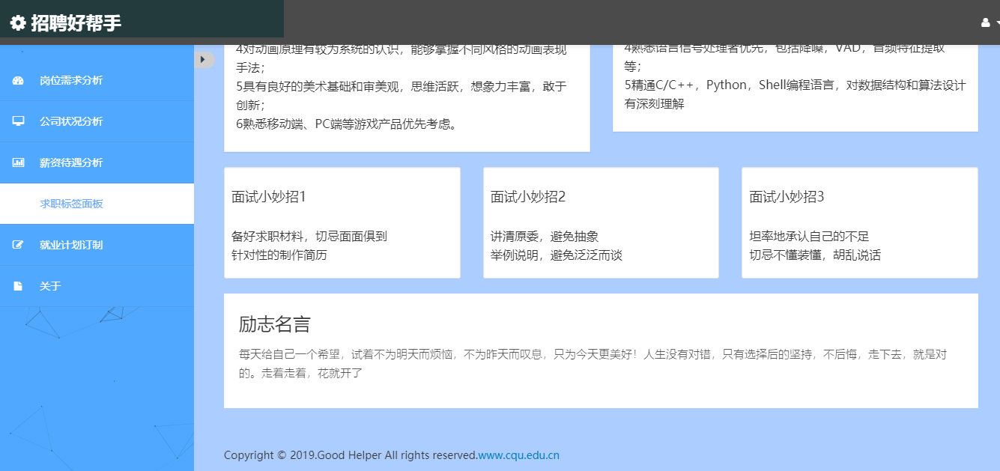 招聘好帮手
岗位需求分析
公司状况分析
薪资待遇分析
求职标签面板
就业计划订制
关于
4对动画原理有较为系统的认识，能够掌握不同风格的动画表现
手法；
5具有良好的美术基础和审美观，思维活跃，想象力丰富，敢于
创新；
6熟悉移动端、PC端等游戏产品优先考虑。
4熟悉语言信号处理者优先，包括降噪，VAD，音频特征提取
等；
5精通C/C++，Python，Shell编程语言，对数据结构和算法设计
有深刻理解
面试小妙招1
备好求职材料，切忌面面俱到
针对性的制作简历
面试小妙招2
讲清原委，避免抽象
举例说明，避免泛泛而谈
面试小妙招3
坦率地承认自己的不足
切忌不懂装懂，胡乱说话
励志名言
每天给自己一个希望，试着不为明天而烦恼，不为昨天而叹息，只为今天更美好！人生没有对错，只有选择后的坚持，不后悔，走下去，就是对
的。走着走着，花就开了
Copyright © 2019.Good Helper All rights reserved.www.cqu.edu.cn